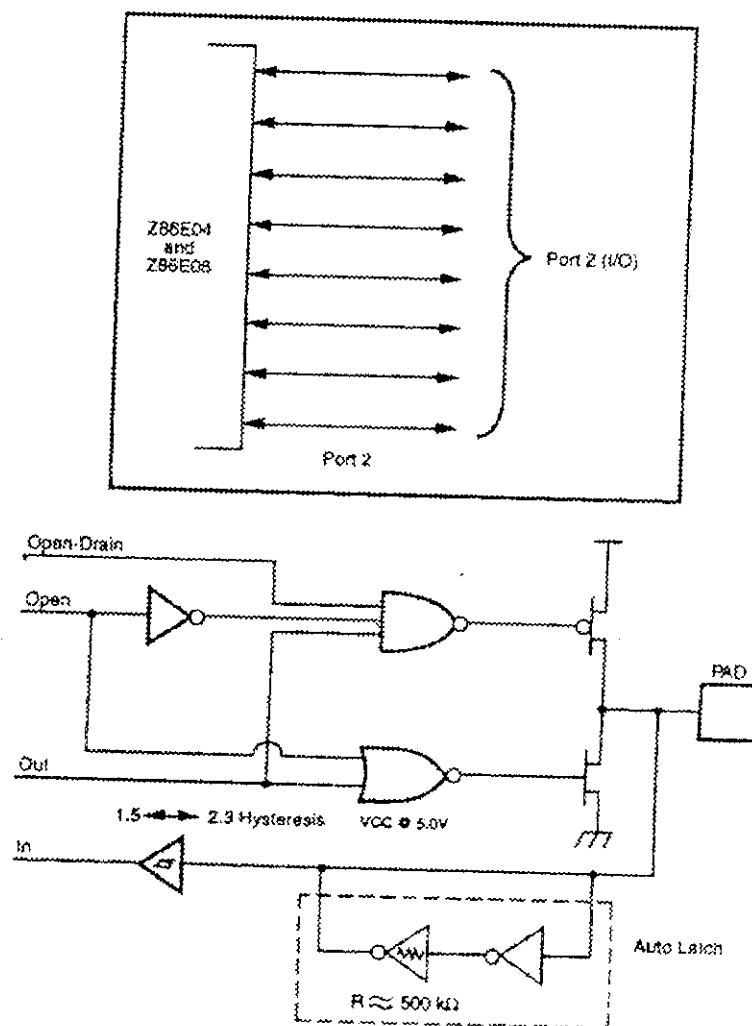 Z86E04
and
Z86E08
Port 2 (I/O)
Port 2
Open-Drain
Open
PAD
Out
1.5 2.3 Hysteresis VCC @ 5.0V
In
Auto Latch
R ≈ 500 kΩ